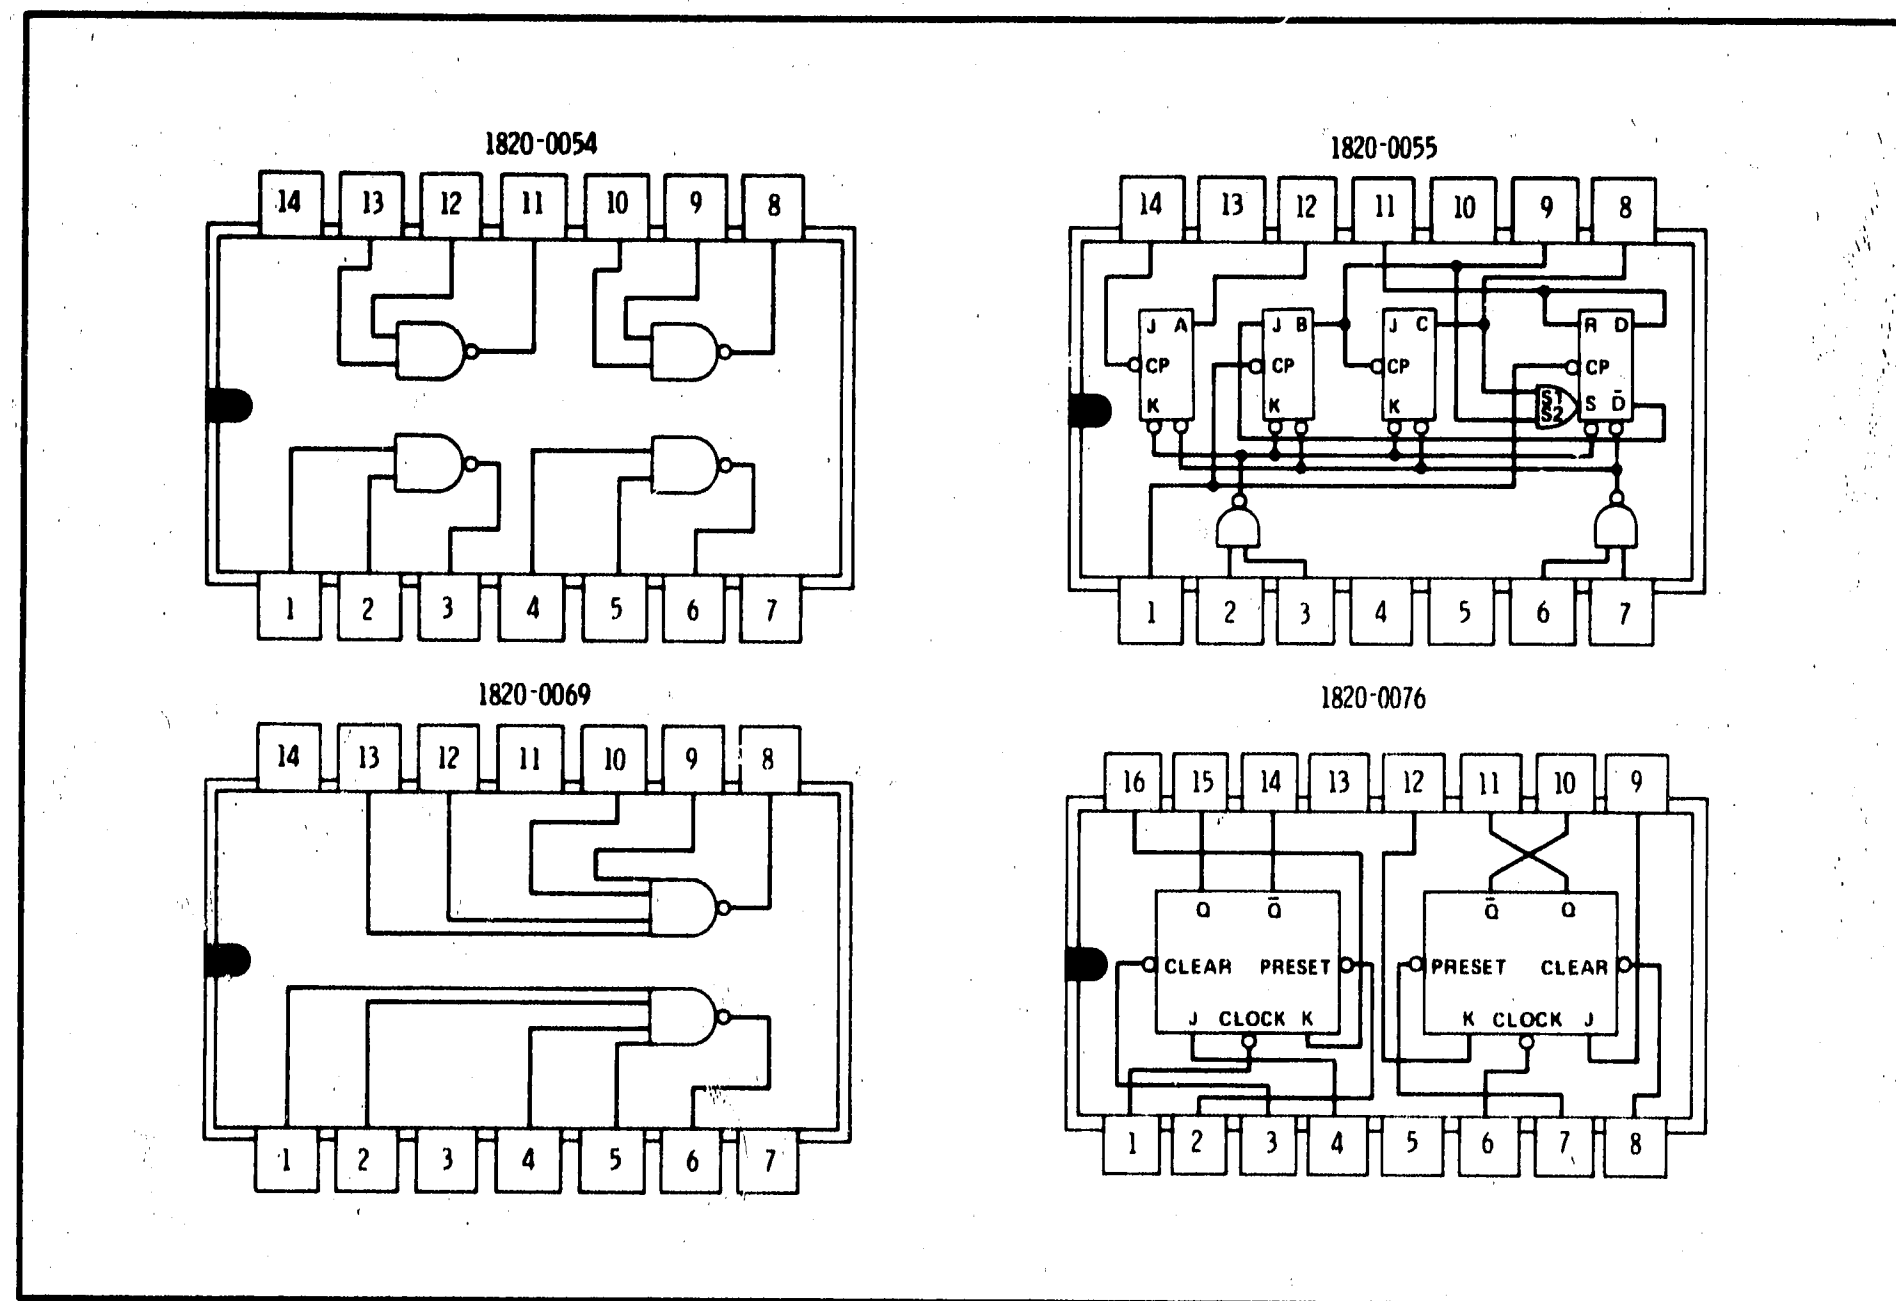 1820-0054
14 13 12 11 10 9 8
1 2 3 4 5 6 7
1820-0055
14 13 12 11 10 9 8
J A J B J C R D
CP CP CP CP
S1
S2
K K K S D̅
1 2 3 4 5 6 7
1820-0069
14 13 12 11 10 9 8
1 2 3 4 5 6 7
1820-0076
16 15 14 13 12 11 10 9
Q Q̅ Q̅ Q
CLEAR PRESET PRESET CLEAR
J CLOCK K K CLOCK J
1 2 3 4 5 6 7 8